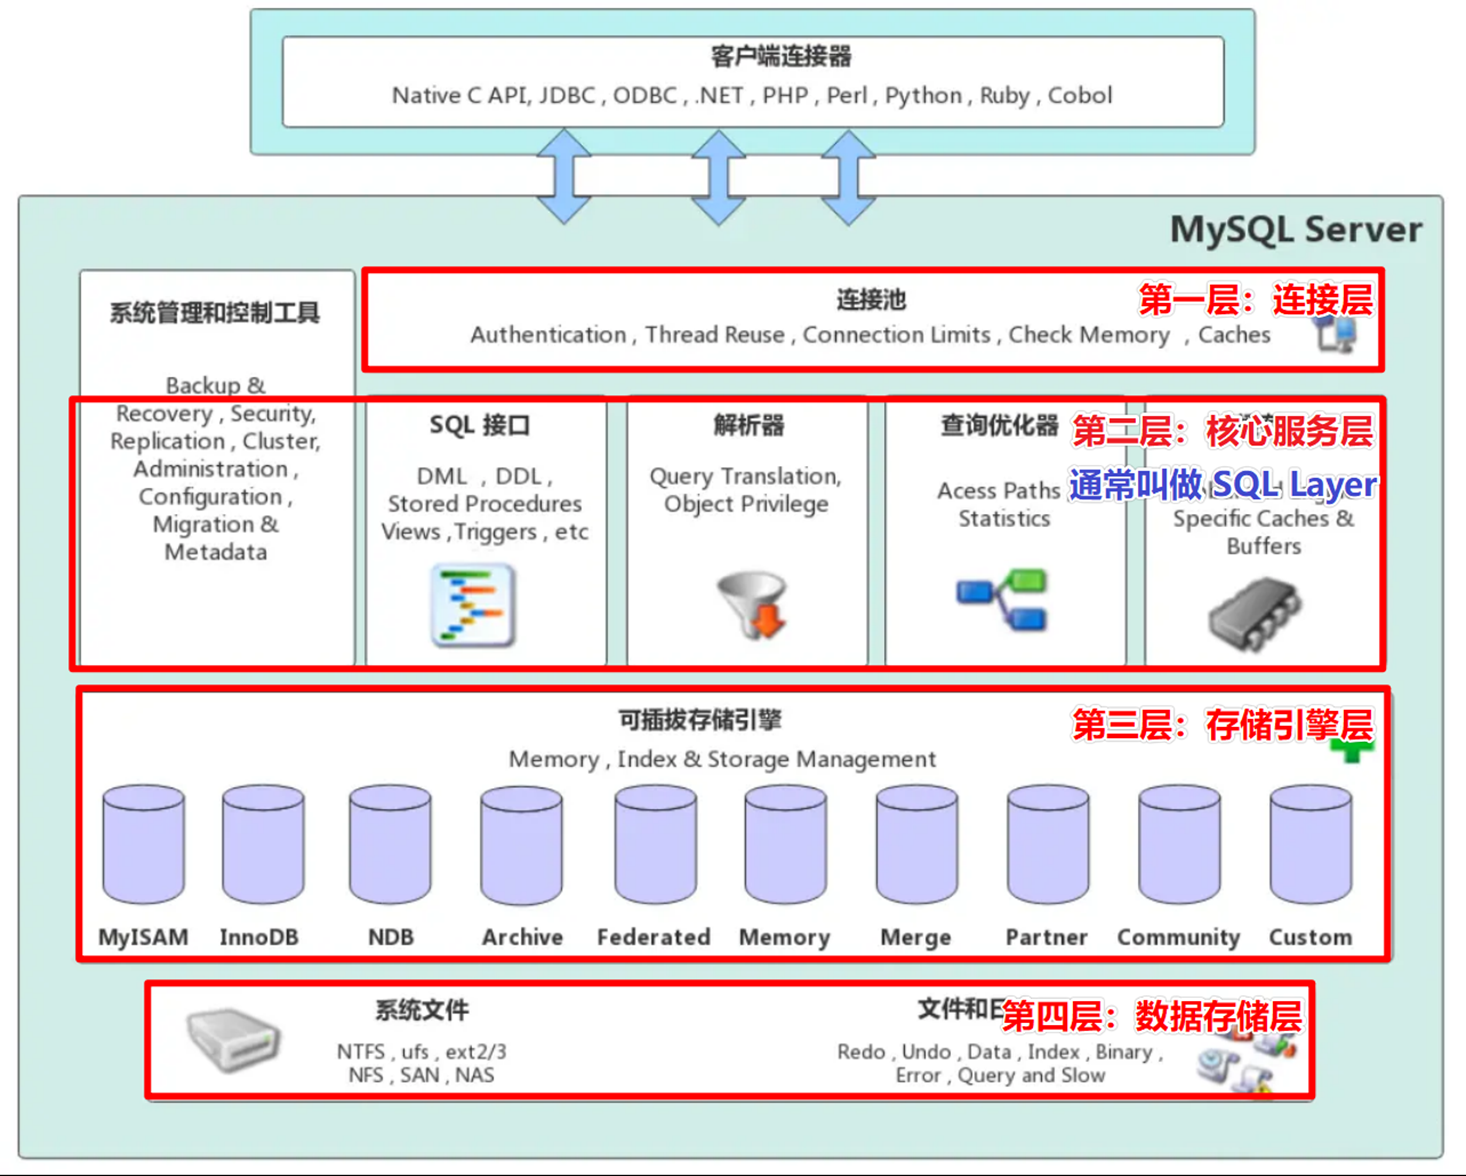 客户端连接器
Native C API, JDBC , ODBC , .NET , PHP , Perl , Python , Ruby , Cobol
MySQL Server
系统管理和控制工具
Backup &
Recovery , Security,
Replication , Cluster,
Administration ,
Configuration ,
Migration &
Metadata
连接池
第一层：连接层
Authentication , Thread Reuse , Connection Limits , Check Memory , Caches
SQL 接口
DML , DDL ,
Stored Procedures
Views ,Triggers , etc
解析器
Query Translation,
Object Privilege
查询优化器
Acess Paths
Statistics
第二层：核心服务层
通常叫做 SQL Layer
Specific Caches &
Buffers
可插拔存储引擎
第三层：存储引擎层
Memory , Index & Storage Management
MyISAM InnoDB NDB Archive Federated Memory Merge Partner Community Custom
系统文件
NTFS , ufs , ext2/3
NFS , SAN , NAS
文件和
第四层：数据存储层
Redo , Undo , Data , Index , Binary ,
Error , Query and Slow